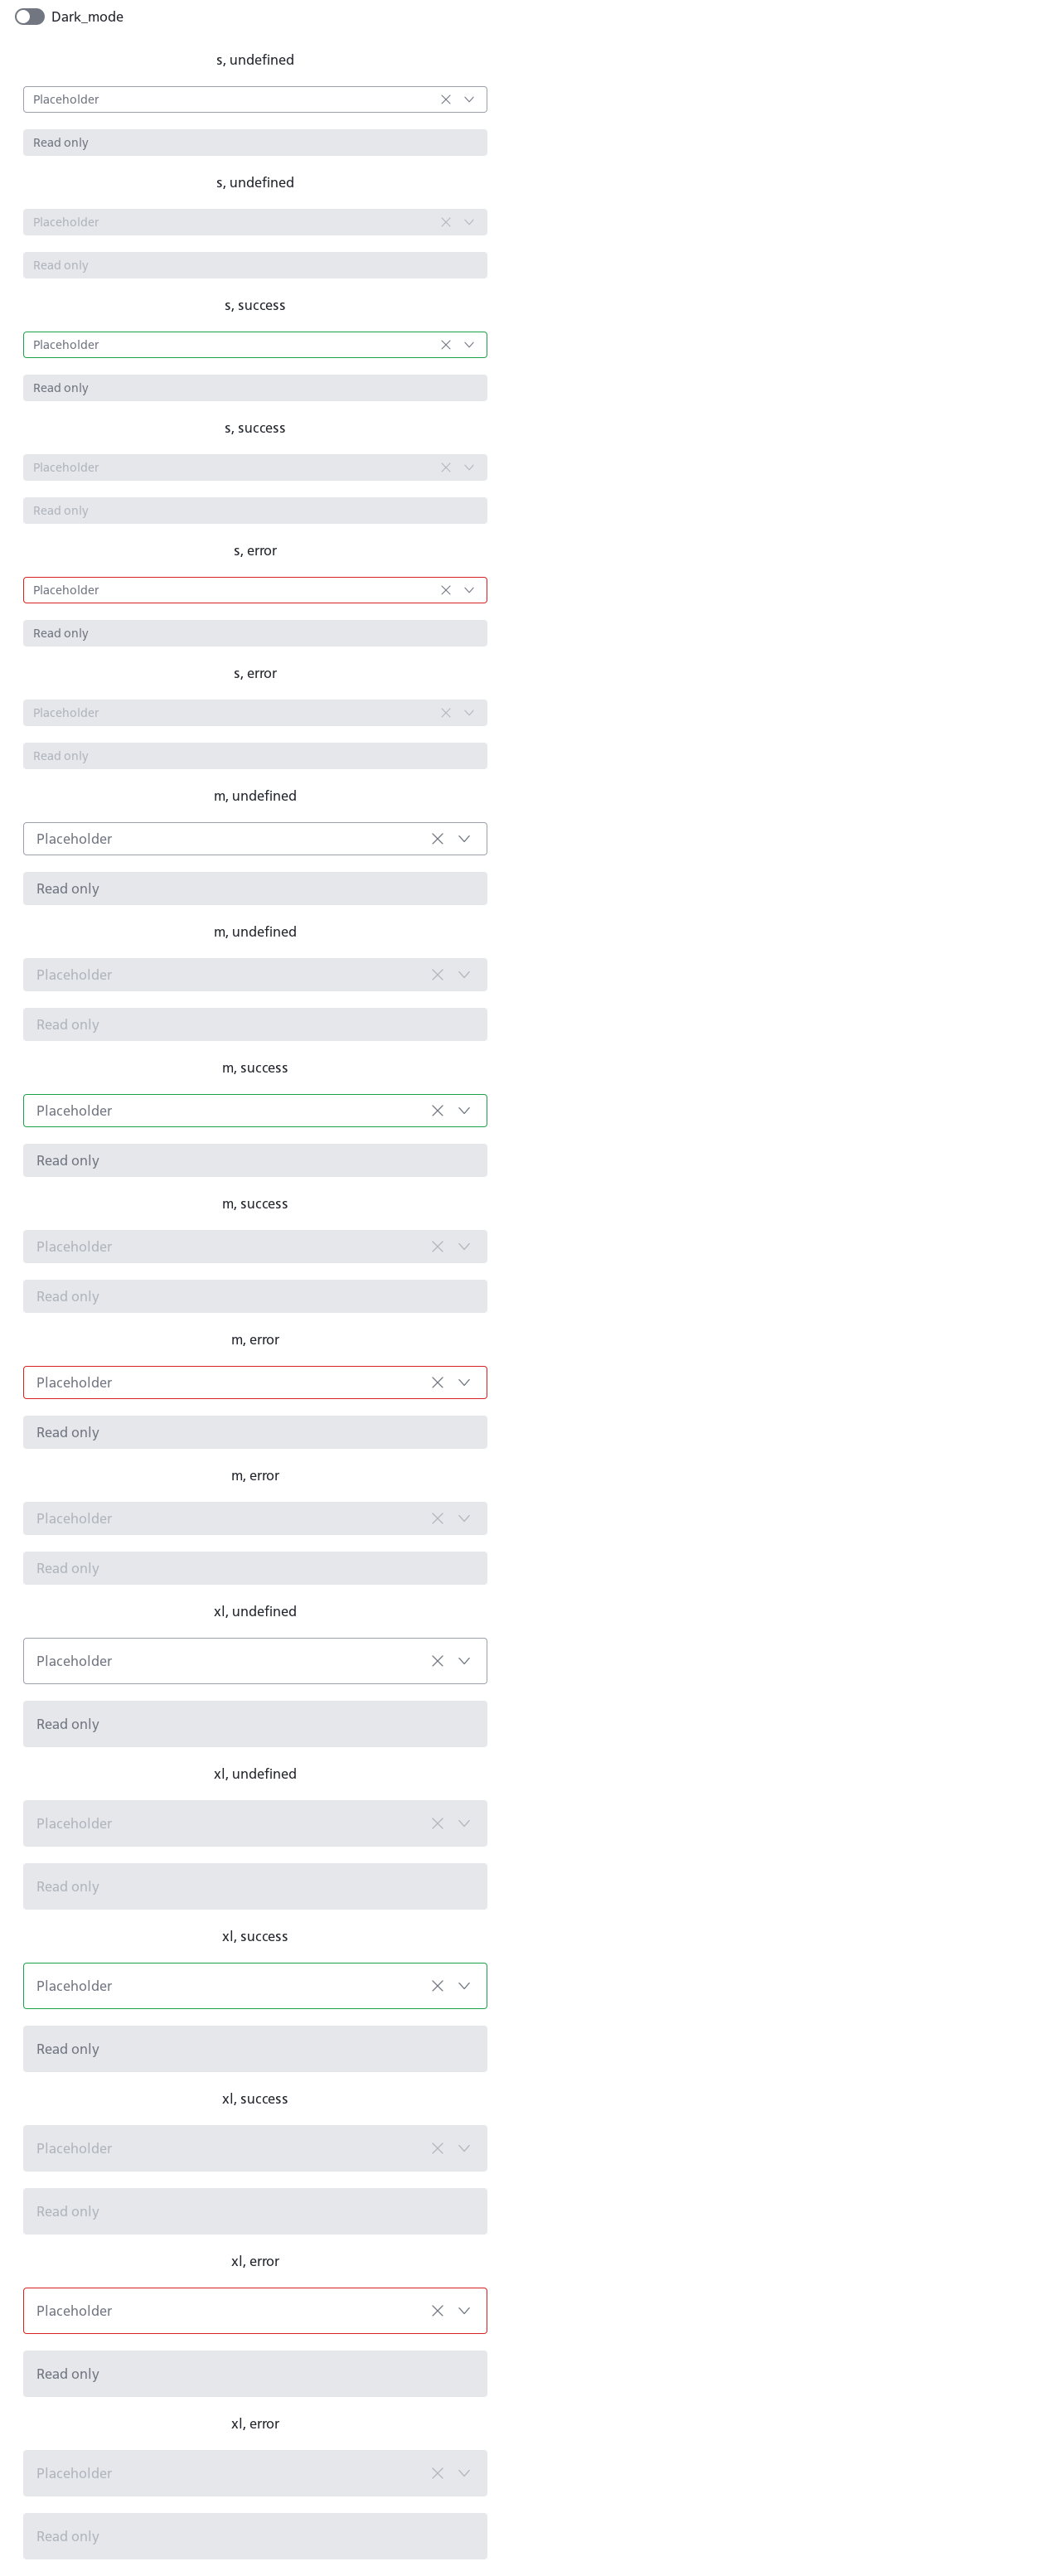 Dark_mode
s, undefined
Placeholder
Read only
s, undefined
Placeholder
Read only
s, success
Placeholder
Read only
s, success
Placeholder
Read only
s, error
Placeholder
Read only
s, error
Placeholder
Read only
m, undefined
Placeholder
Read only
m, undefined
Placeholder
Read only
m, success
Placeholder
Read only
m, success
Placeholder
Read only
m, error
Placeholder
Read only
m, error
Placeholder
Read only
xl, undefined
Placeholder
Read only
xl, undefined
Placeholder
Read only
xl, success
Placeholder
Read only
xl, success
Placeholder
Read only
xl, error
Placeholder
Read only
xl, error
Placeholder
Read only